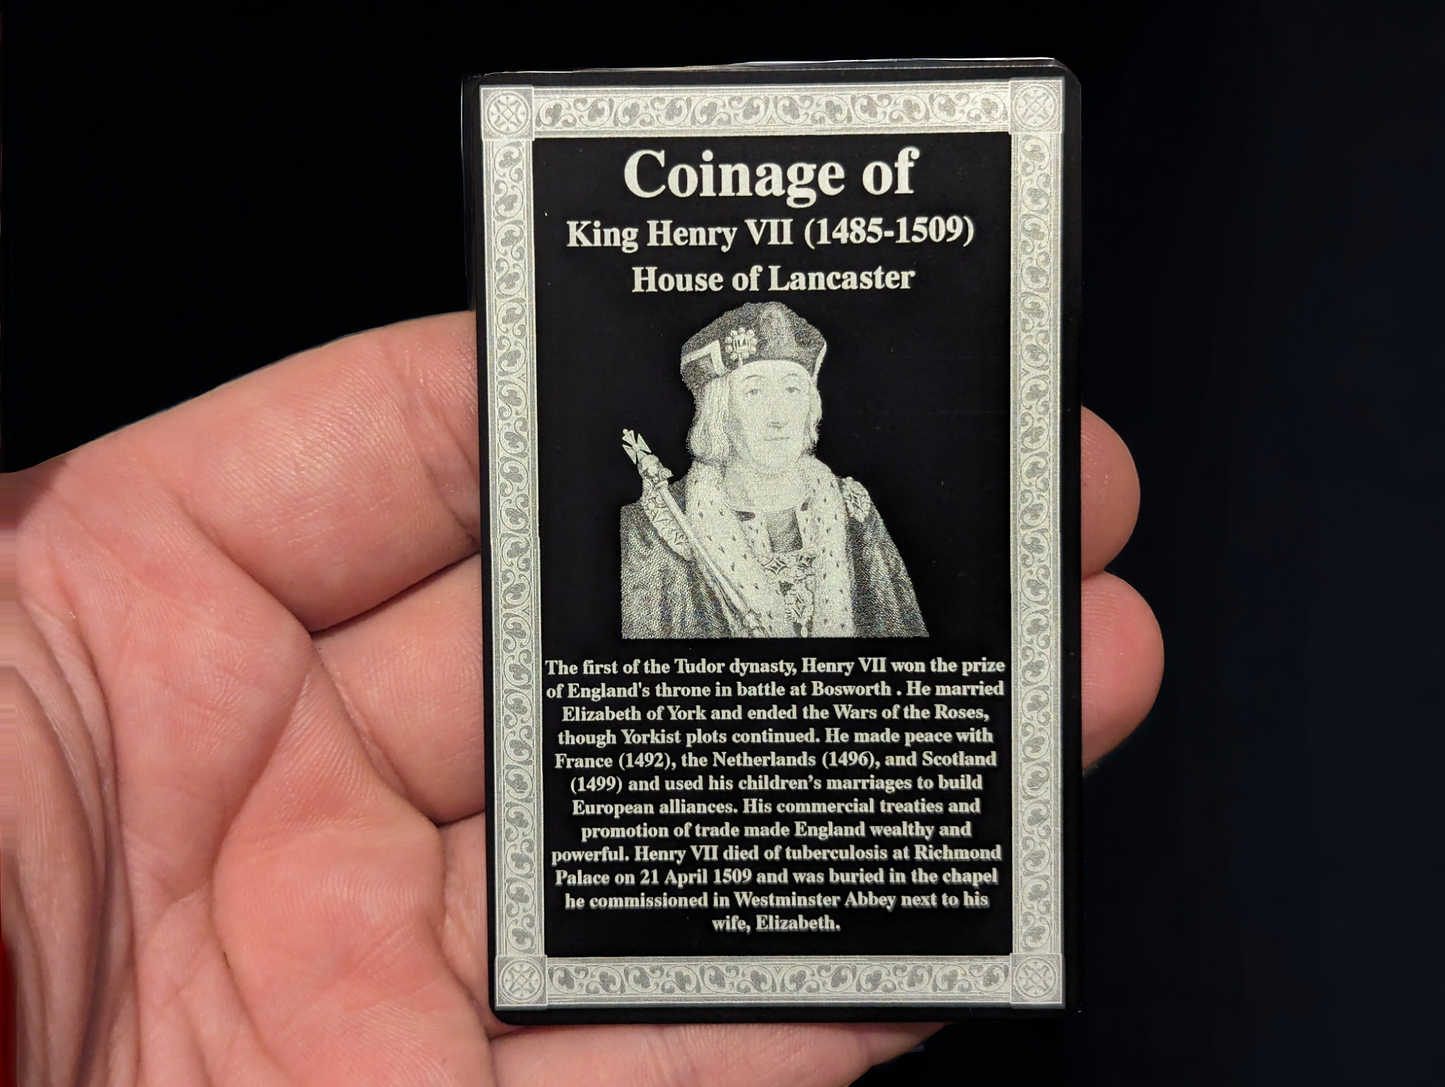 Coinage of
King Henry VII (1485-1509)
House of Lancaster
The first of the Tudor dynasty, Henry VII won the prize
of England's throne in battle at Bosworth . He married
Elizabeth of York and ended the Wars of the Roses,
though Yorkist plots continued. He made peace with
France (1492), the Netherlands (1496), and Scotland
(1499) and used his children’s marriages to build
European alliances. His commercial treaties and
promotion of trade made England wealthy and
powerful. Henry VII died of tuberculosis at Richmond
Palace on 21 April 1509 and was buried in the chapel
he commissioned in Westminster Abbey next to his
wife, Elizabeth.